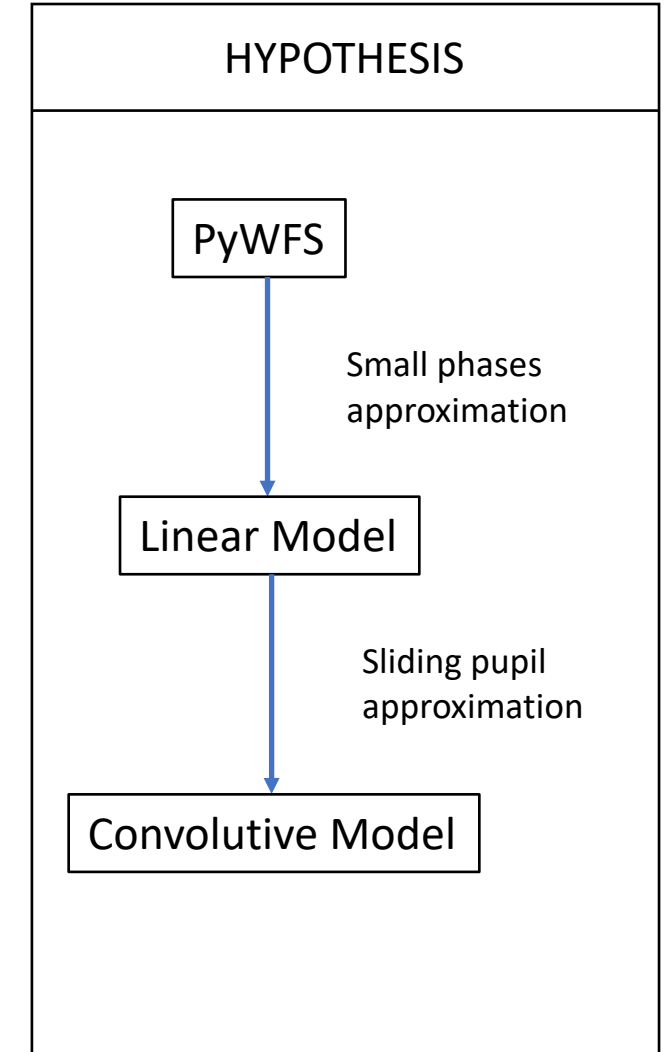 HYPOTHESIS
PyWFS
Small phases
approximation
Linear Model
Sliding pupil
approximation
Convolutive Model